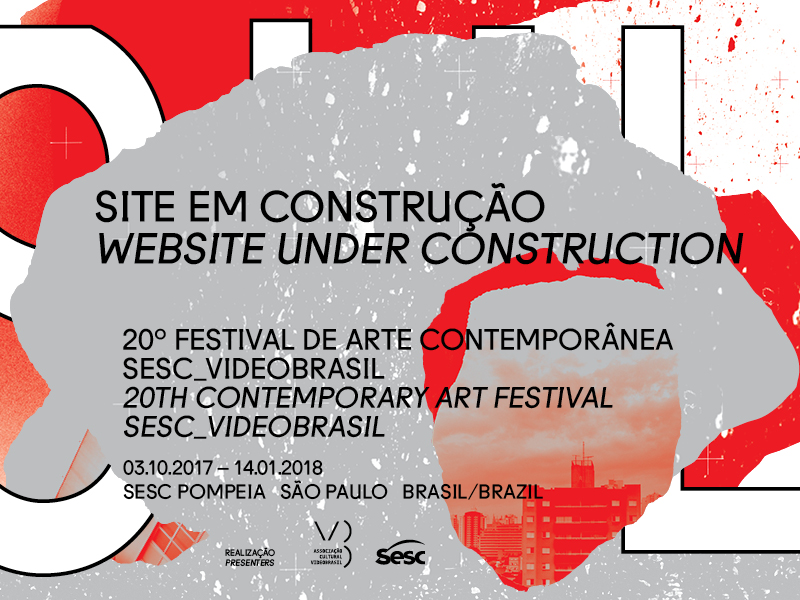 SITE EM CONSTRUÇÃO
WEBSITE UNDER CONSTRUCTION
20º FESTIVAL DE ARTE CONTEMPORÂNEA
SESC_VIDEOBRASIL
20TH CONTEMPORARY ART FESTIVAL
SESC_VIDEOBRASIL
03.10.2017 – 14.01.2018
SESC POMPEIA SÃO PAULO BRASIL/BRAZIL
REALIZAÇÃO
PRESENTERS
ASSOCIAÇÃO
CULTURAL
VIDEOBRASIL
Sesc